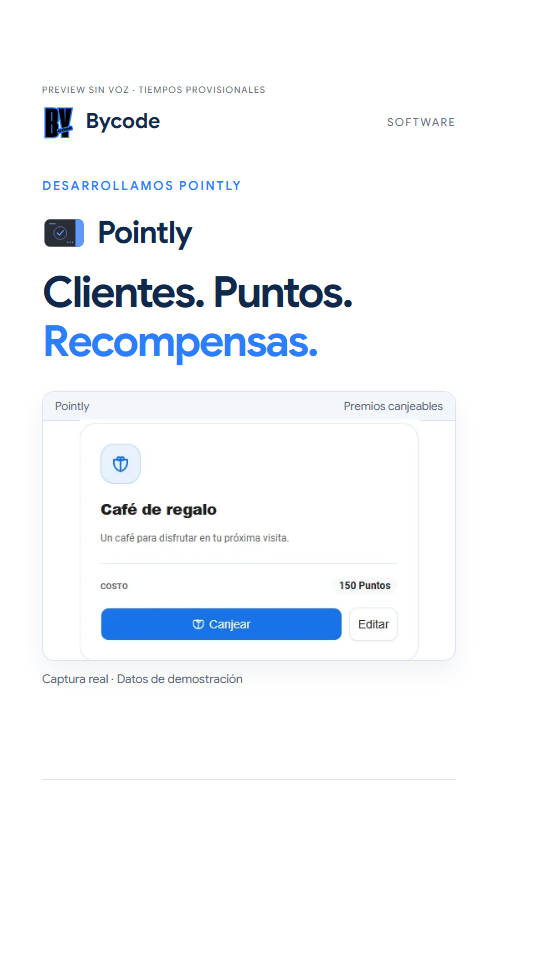 PREVIEW SIN VOZ · TIEMPOS PROVISIONALES
BY Bycode
SOFTWARE
DESARROLLAMOS POINTLY
Pointly
Clientes. Puntos.
Recompensas.
Pointly
Premios canjeables
Café de regalo
Un café para disfrutar en tu próxima visita.
COSTO
150 Puntos
Canjear
Editar
Captura real · Datos de demostración